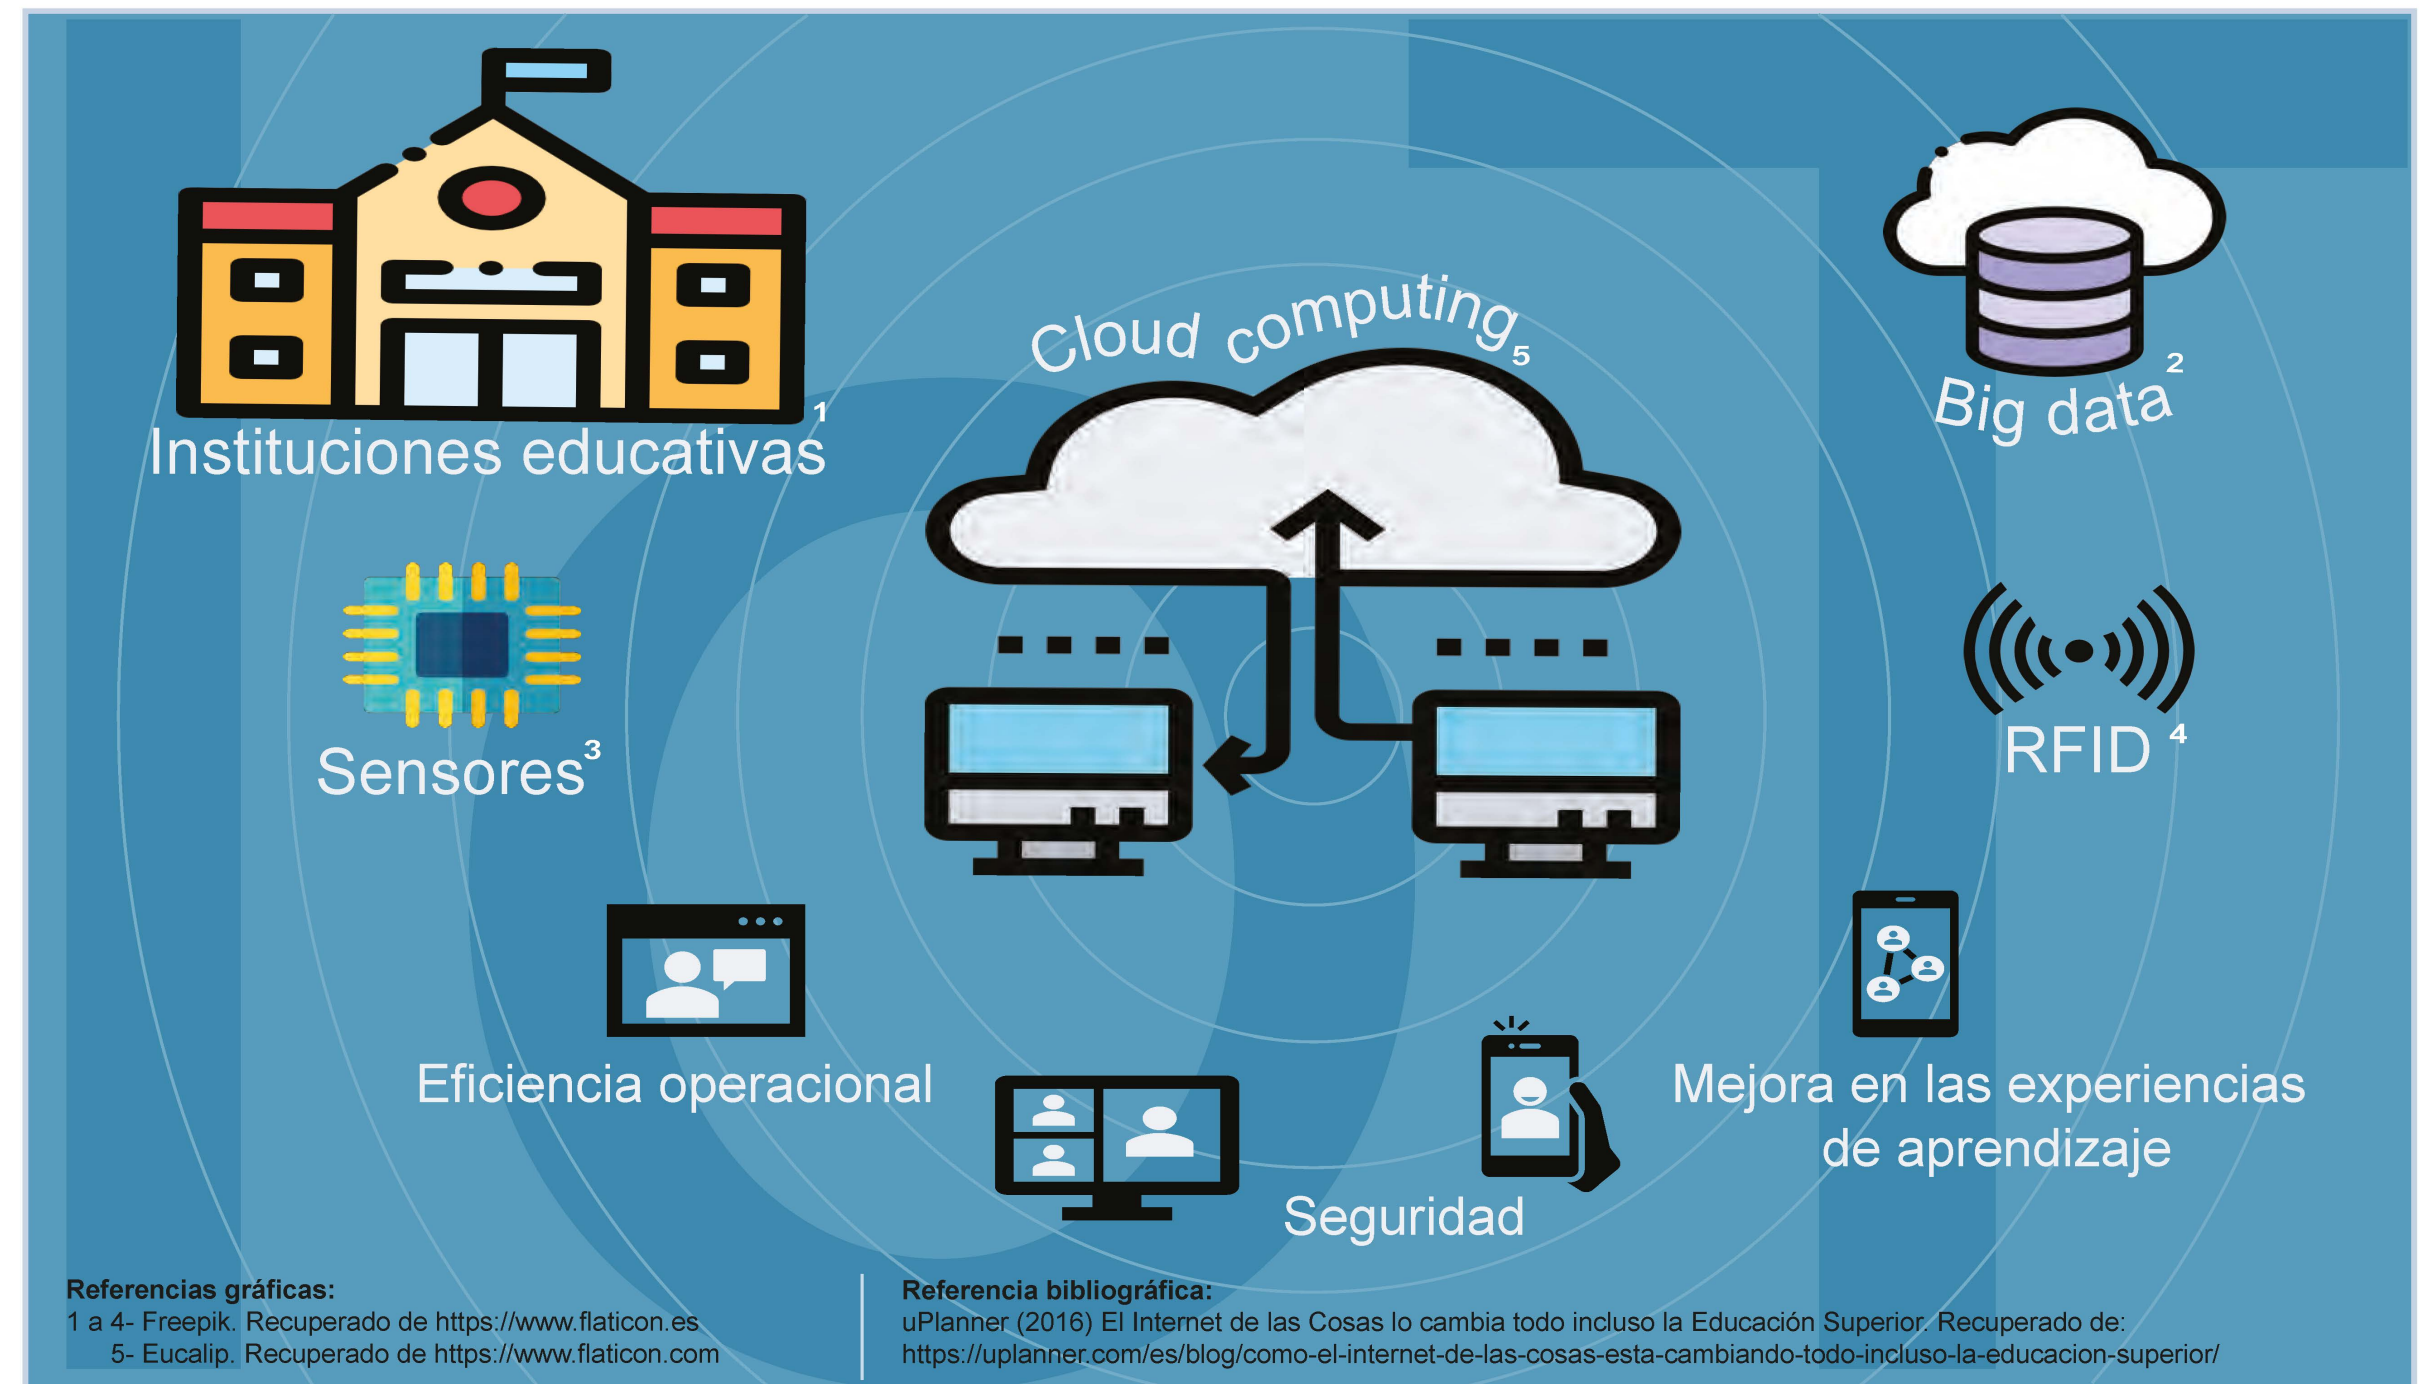 Cloud computing 5
Big data 2
Instituciones educativas 1
Sensores 3
RFID 4
Eficiencia operacional
Mejora en las experiencias
de aprendizaje
Seguridad
Referencias gráficas:
1 a 4- Freepik. Recuperado de https://www.flaticon.es
5- Eucalip. Recuperado de https://www.flaticon.com
Referencia bibliográfica:
uPlanner (2016) El Internet de las Cosas lo cambia todo incluso la Educación Superior. Recuperado de:
https://uplanner.com/es/blog/como-el-internet-de-las-cosas-esta-cambiando-todo-incluso-la-educacion-superior/
IOT